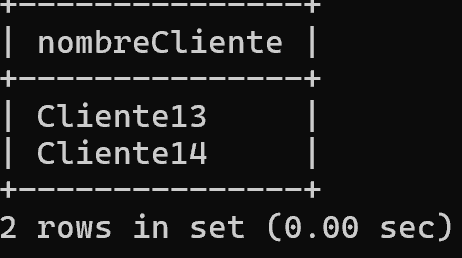 +--------------+
| nombreCliente |
+--------------+
| Cliente13     |
| Cliente14     |
+--------------+
2 rows in set (0.00 sec)